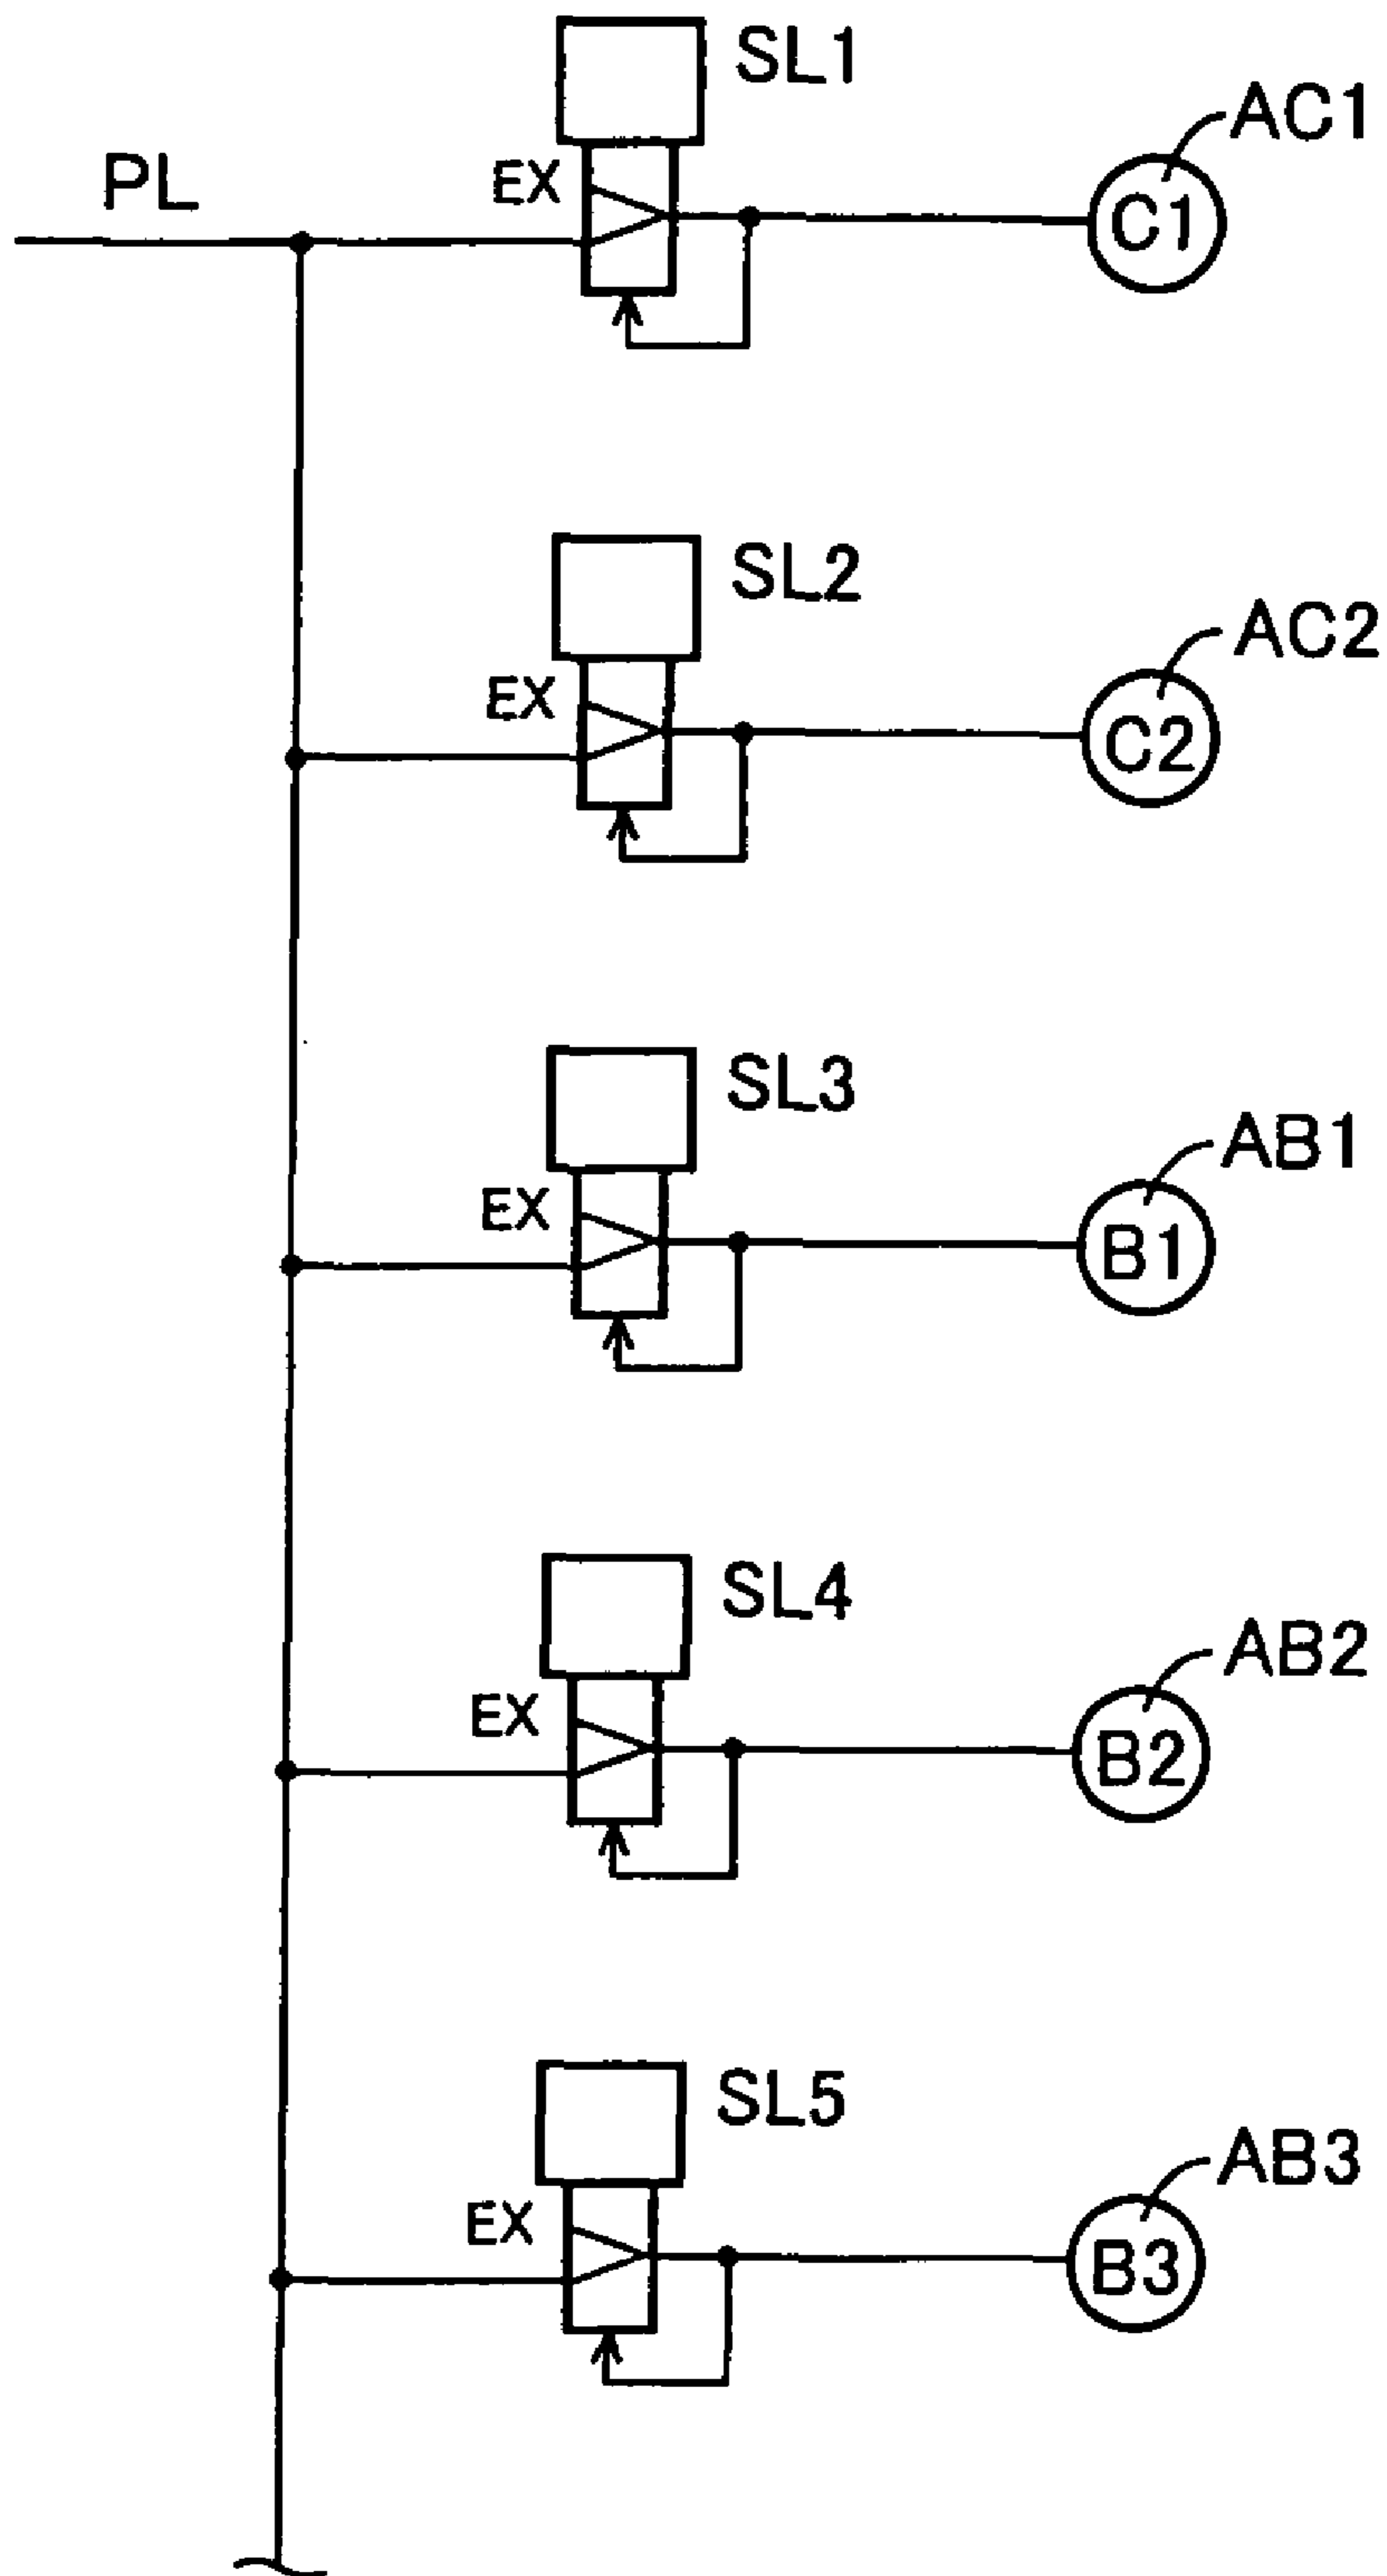 SL1
AC1
PL
EX
C1
SL2
AC2
EX
C2
SL3
AB1
EX
B1
SL4
AB2
EX
B2
SL5
AB3
EX
B3